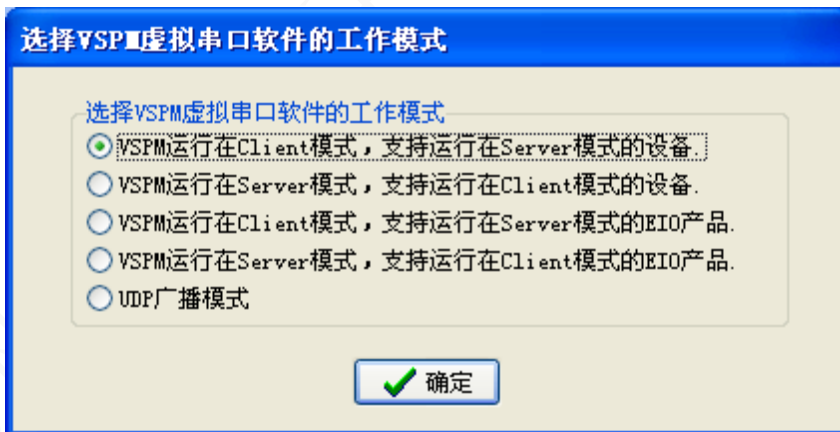 选择VSPM虚拟串口软件的工作模式
选择VSPM虚拟串口软件的工作模式
VSPM运行在Client模式，支持运行在Server模式的设备.
VSPM运行在Server模式，支持运行在Client模式的设备.
VSPM运行在Client模式，支持运行在Server模式的EIO产品.
VSPM运行在Server模式，支持运行在Client模式的EIO产品.
UDP广播模式
确定